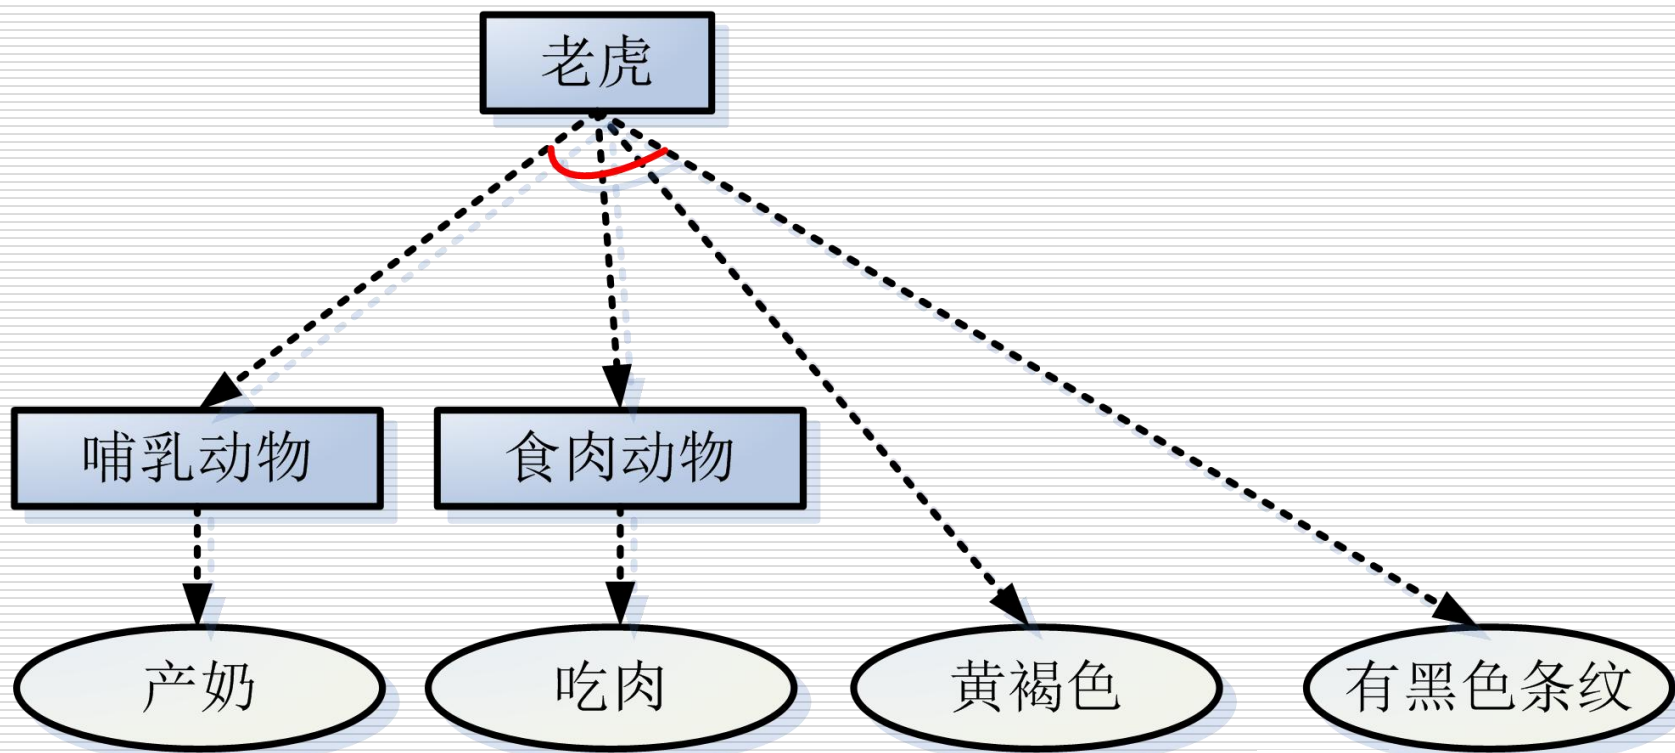 老虎
哺乳动物
食肉动物
产奶
吃肉
黄褐色
有黑色条纹